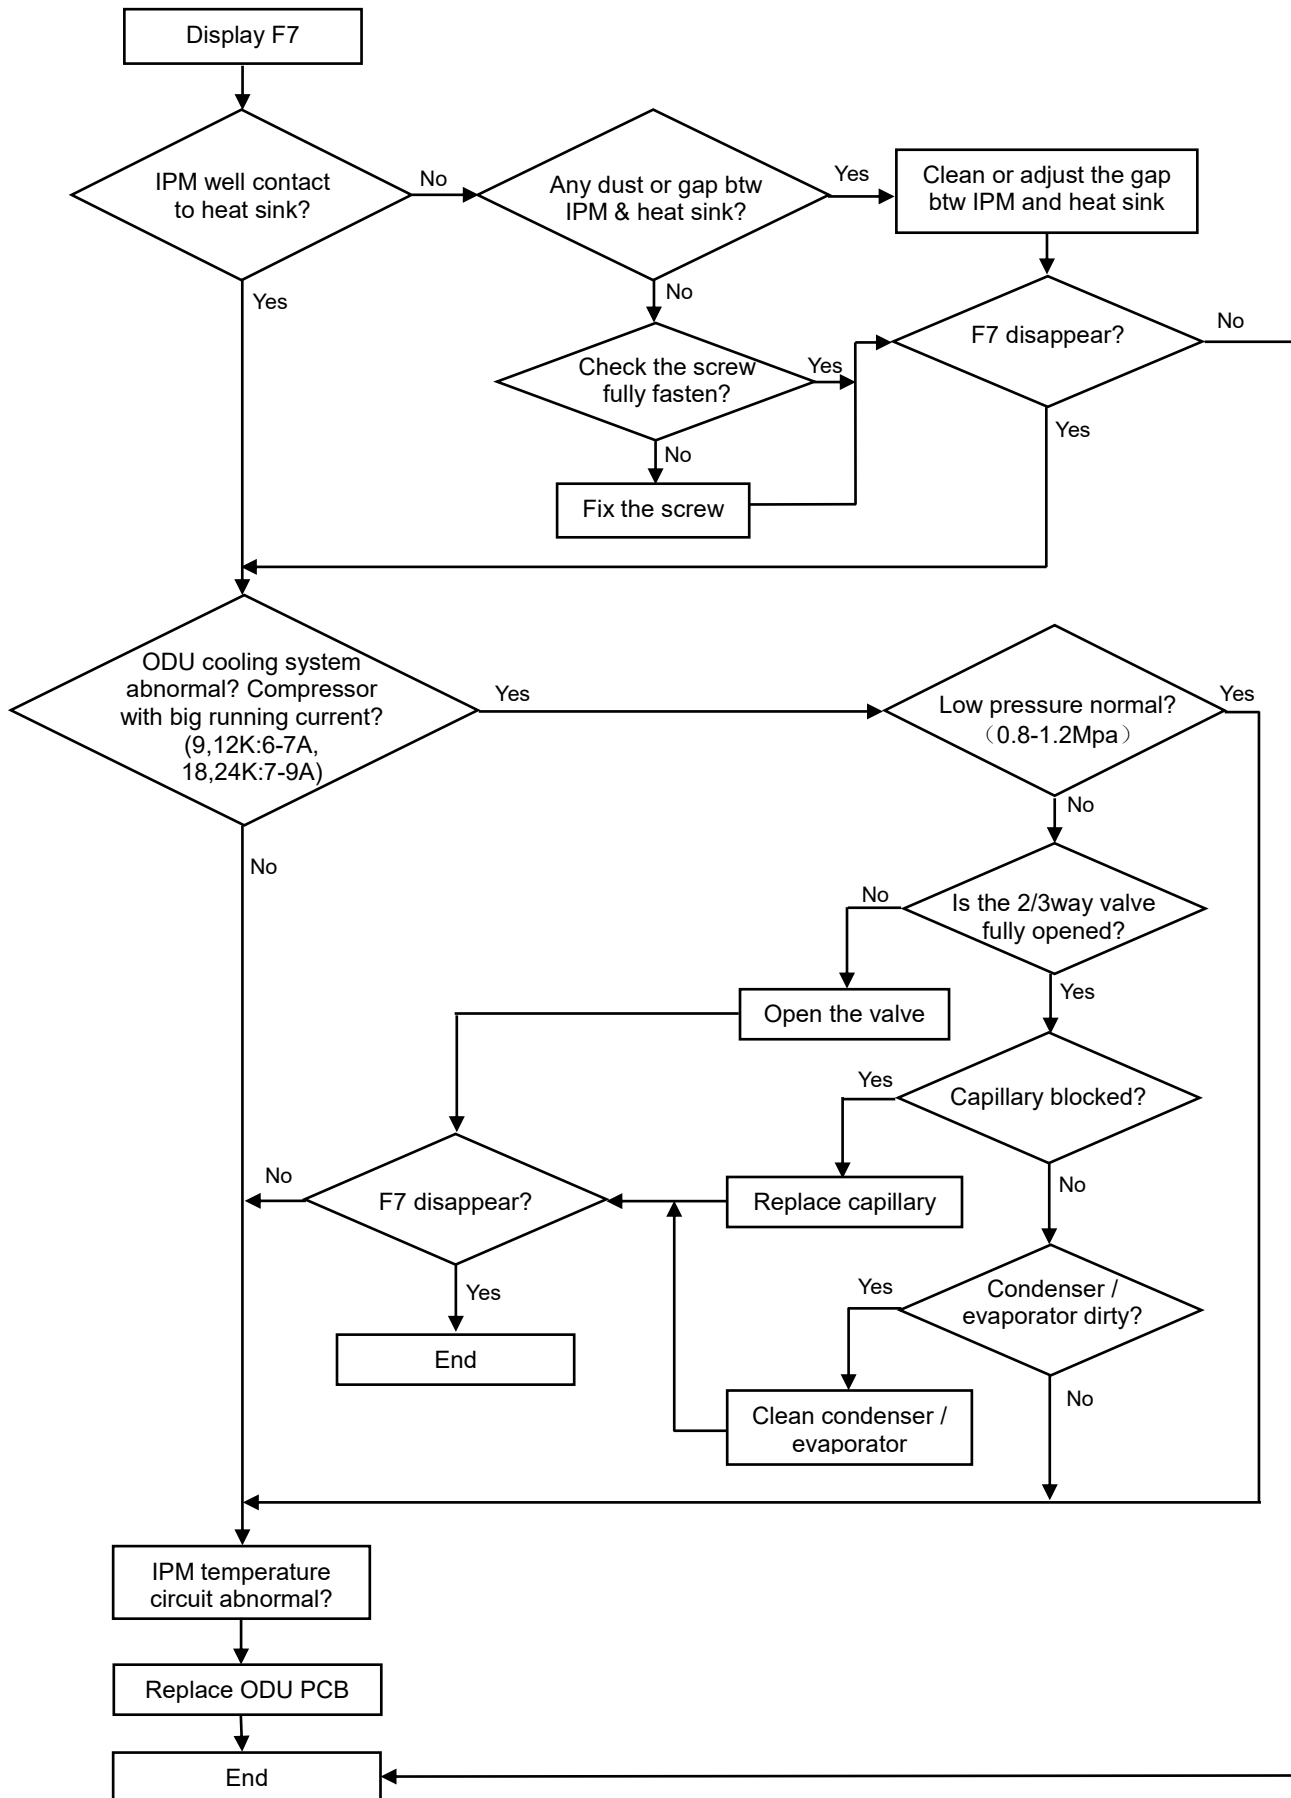 Display F7
IPM well contact
to heat sink?
No
Any dust or gap btw
IPM & heat sink?
Yes
Clean or adjust the gap
btw IPM and heat sink
Yes
No
F7 disappear?
No
Check the screw
fully fasten?
Yes
Yes
No
Fix the screw
ODU cooling system
abnormal? Compressor
with big running current?
(9,12K:6-7A,
18,24K:7-9A)
Yes
Low pressure normal?
（0.8-1.2Mpa）
Yes
No
No
Is the 2/3way valve
fully opened?
No
Yes
Open the valve
Capillary blocked?
Yes
No
Replace capillary
F7 disappear?
No
Yes
End
Condenser /
evaporator dirty?
Yes
No
Clean condenser /
evaporator
IPM temperature
circuit abnormal?
Replace ODU PCB
End